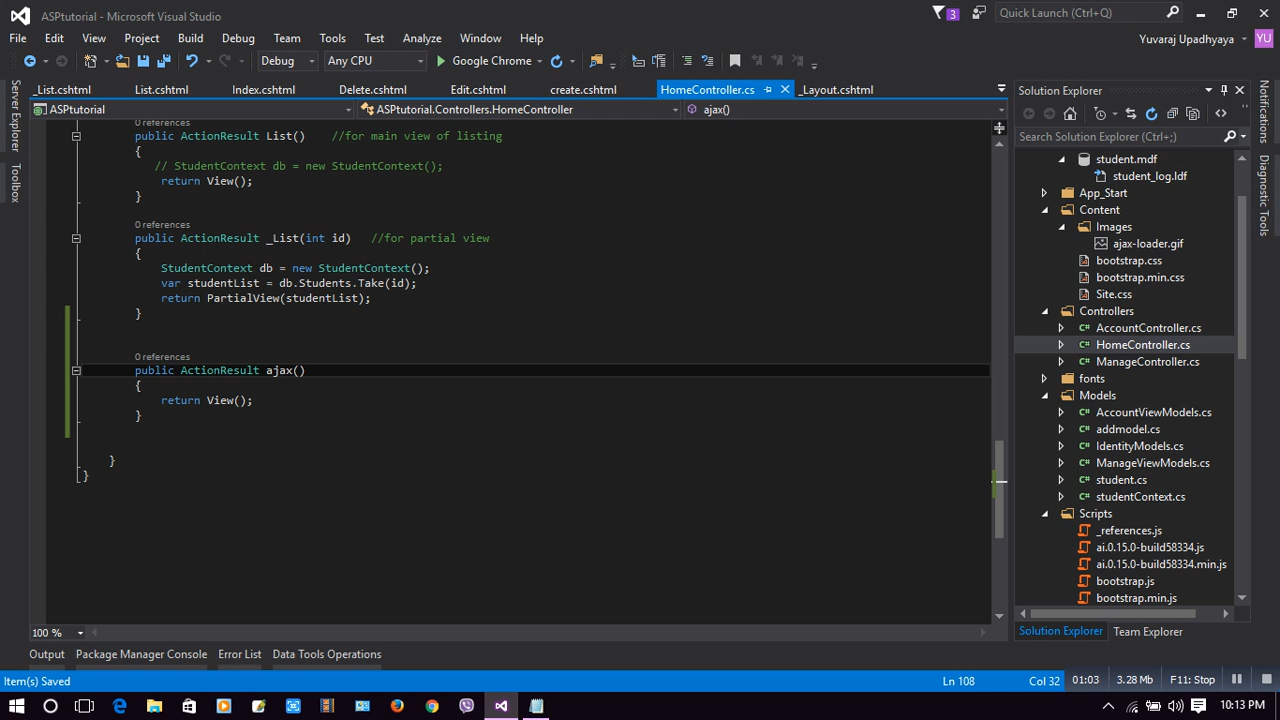 ASPtutorial - Microsoft Visual Studio
3
Quick Launch (Ctrl+Q)
File Edit View Project Build Debug Team Tools Test Analyze Window Help
Yuvaraj Upadhyaya YU
Debug Any CPU Google Chrome
_List.cshtml List.cshtml Index.cshtml Delete.cshtml Edit.cshtml create.cshtml HomeController.cs _Layout.cshtml
ASPtutorial ASPtutorial.Controllers.HomeController ajax()
0 references
public ActionResult List() //for main view of listing
{
// StudentContext db = new StudentContext();
return View();
}
0 references
public ActionResult _List(int id) //for partial view
{
StudentContext db = new StudentContext();
var studentList = db.Students.Take(id);
return PartialView(studentList);
}
0 references
public ActionResult ajax()
{
return View();
}
}
}
100 %
Server Explorer
Toolbox
Solution Explorer
Search Solution Explorer (Ctrl+;)
student.mdf
student_log.ldf
App_Start
Content
Images
ajax-loader.gif
bootstrap.css
bootstrap.min.css
Site.css
Controllers
AccountController.cs
HomeController.cs
ManageController.cs
fonts
Models
AccountViewModels.cs
addmodel.cs
IdentityModels.cs
ManageViewModels.cs
student.cs
studentContext.cs
Scripts
_references.js
ai.0.15.0-build58334.js
ai.0.15.0-build58334.min.js
bootstrap.js
bootstrap.min.js
Solution Explorer Team Explorer
Notifications
Diagnostic Tools
Output Package Manager Console Error List Data Tools Operations
Item(s) Saved Ln 108 Col 32 01:03 3.28 Mb F11: Stop
10:13 PM